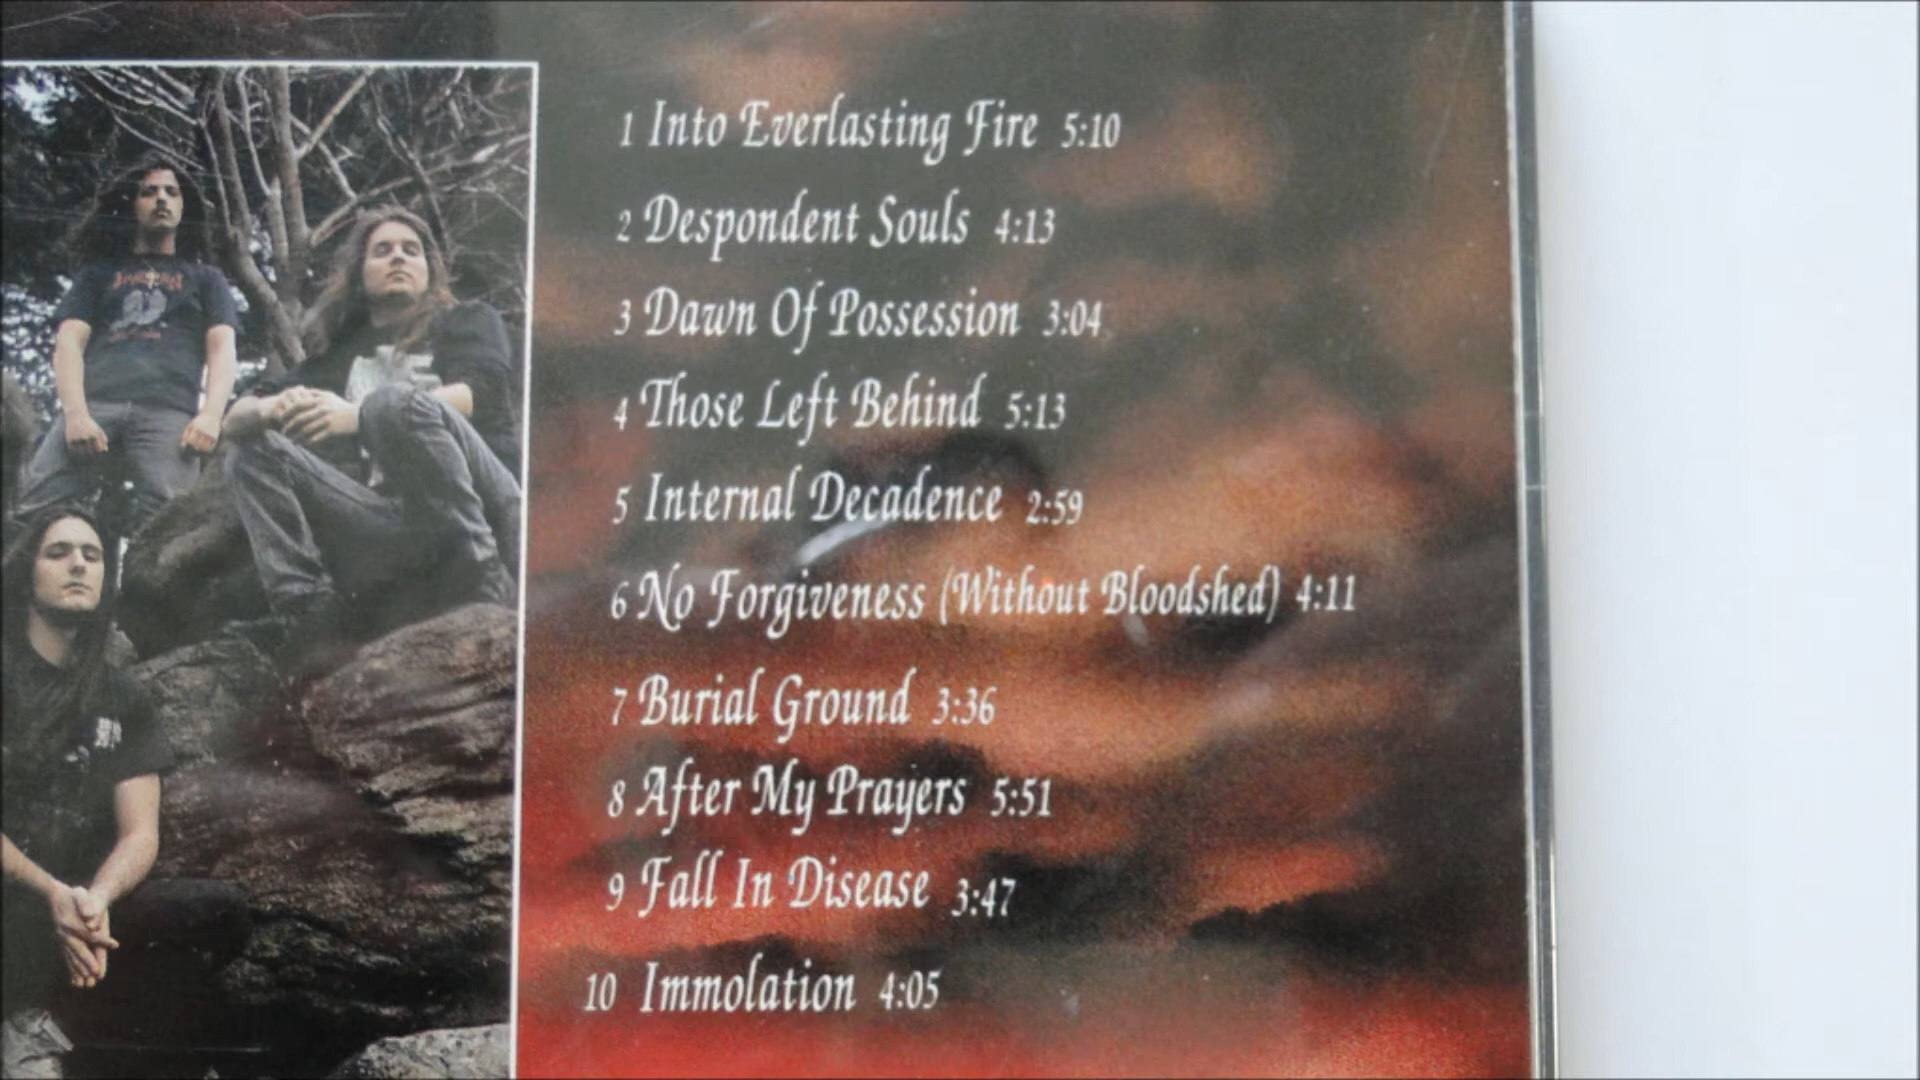 1 Into Everlasting Fire 5:10
2 Despondent Souls 4:13
3 Dawn Of Possession 3:04
4 Those Left Behind 5:13
5 Internal Decadence 2:59
6 No Forgiveness (Without Bloodshed) 4:11
7 Burial Ground 3:36
8 After My Prayers 5:51
9 Fall In Disease 3:47
10 Immolation 4:05